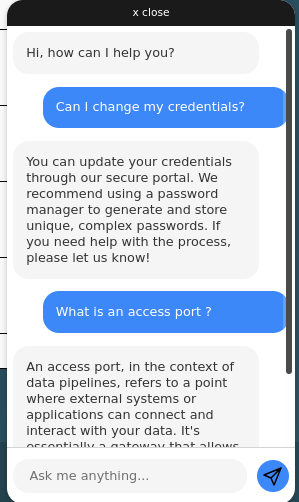 x close
Hi, how can I help you?
Can I change my credentials?
You can update your credentials
through our secure portal. We
recommend using a password
manager to generate and store
unique, complex passwords. If
you need help with the process,
please let us know!
What is an access port ?
An access port, in the context of
data pipelines, refers to a point
where external systems or
applications can connect and
interact with your data. It's
essentially a gateway that allows
Ask me anything...